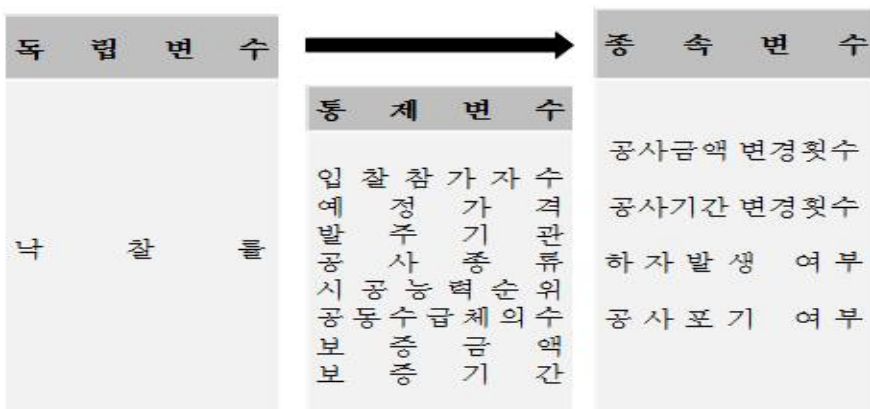 독립변수
낙찰률
통제변수
입찰참가자수
예정가격
발주기관
공사종류
시공능력순위
공동수급체의수
보증금액
보증기간
종속변수
공사금액 변경횟수
공사기간 변경횟수
하자발생 여부
공사포기 여부